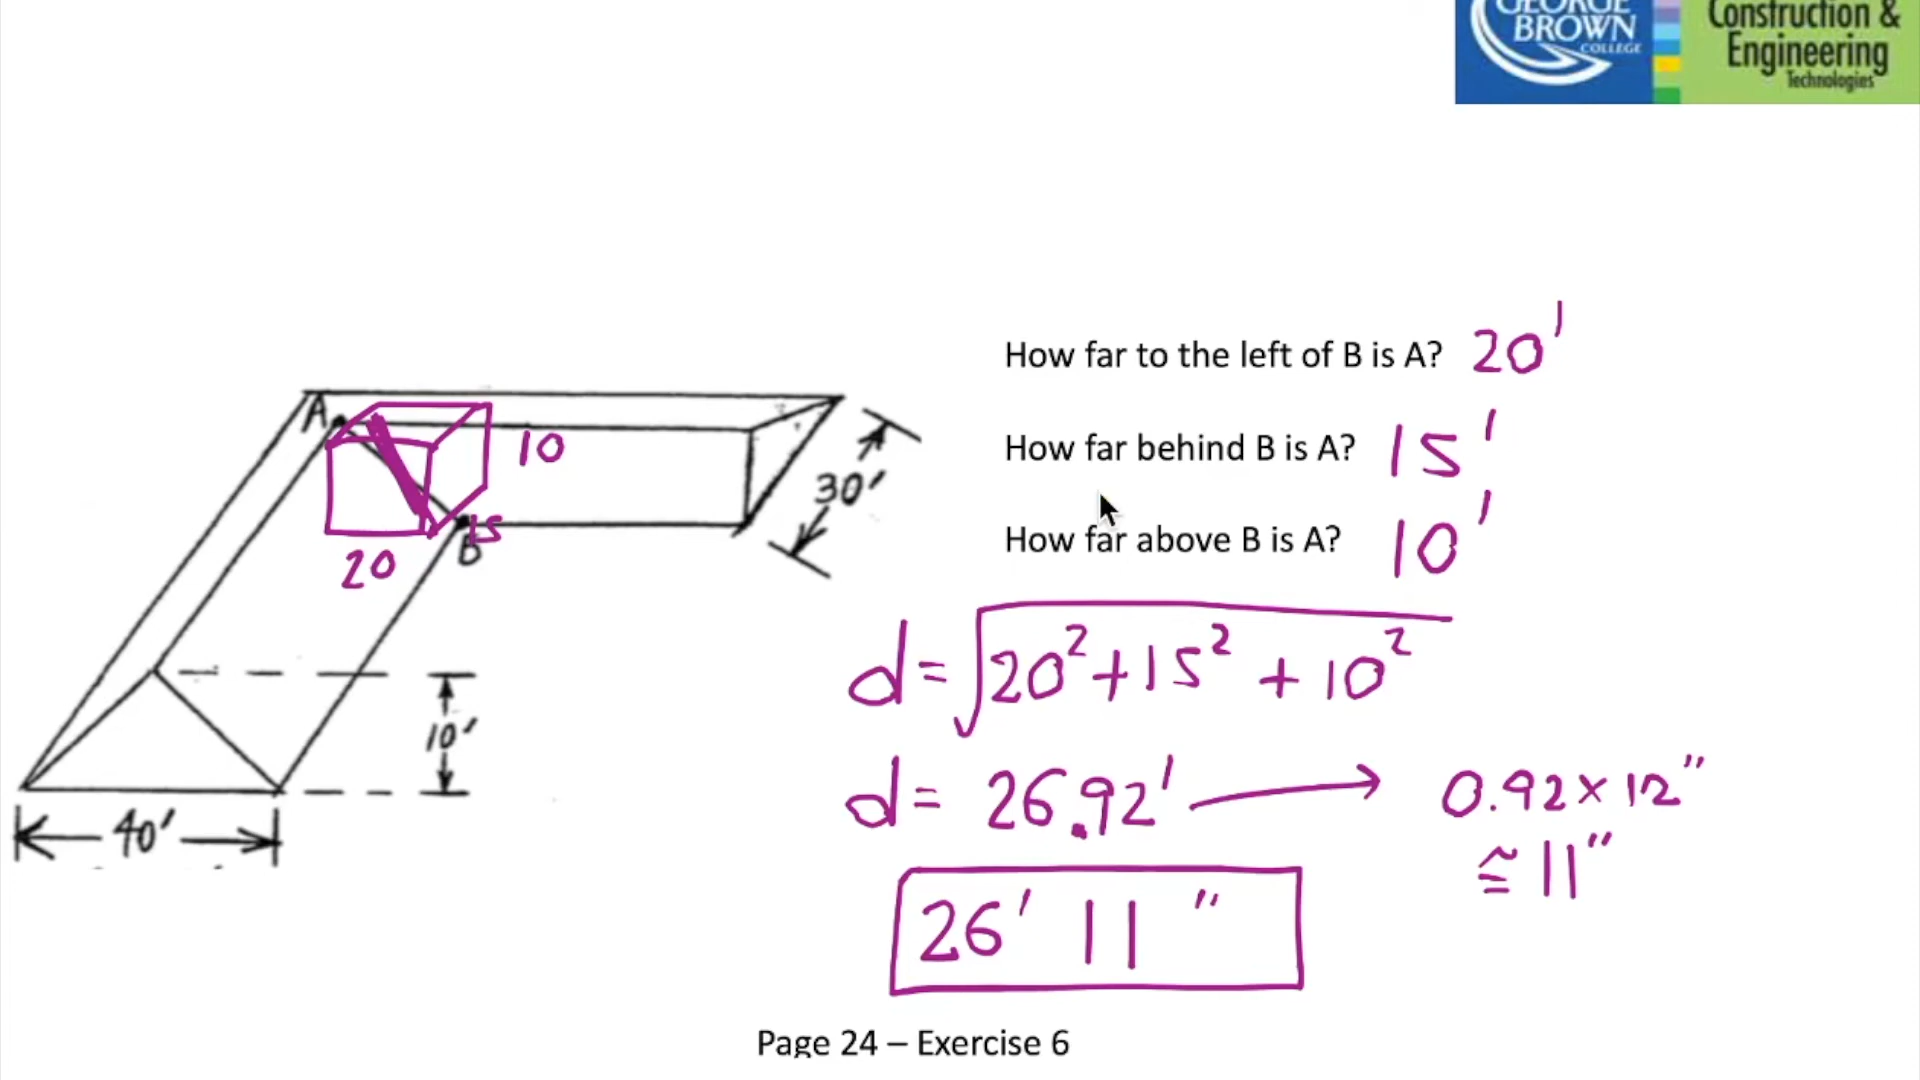 GEORGE
BROWN
COLLEGE
Construction &
Engineering
Technologies
How far to the left of B is A? 20'
How far behind B is A? 15'
How far above B is A? 10'
A
10
30'
15
B
20
10'
40'
d = √20² + 15² + 10²
d = 26.92' → 0.92 × 12"
≅ 11"
26' 11"
Page 24 – Exercise 6